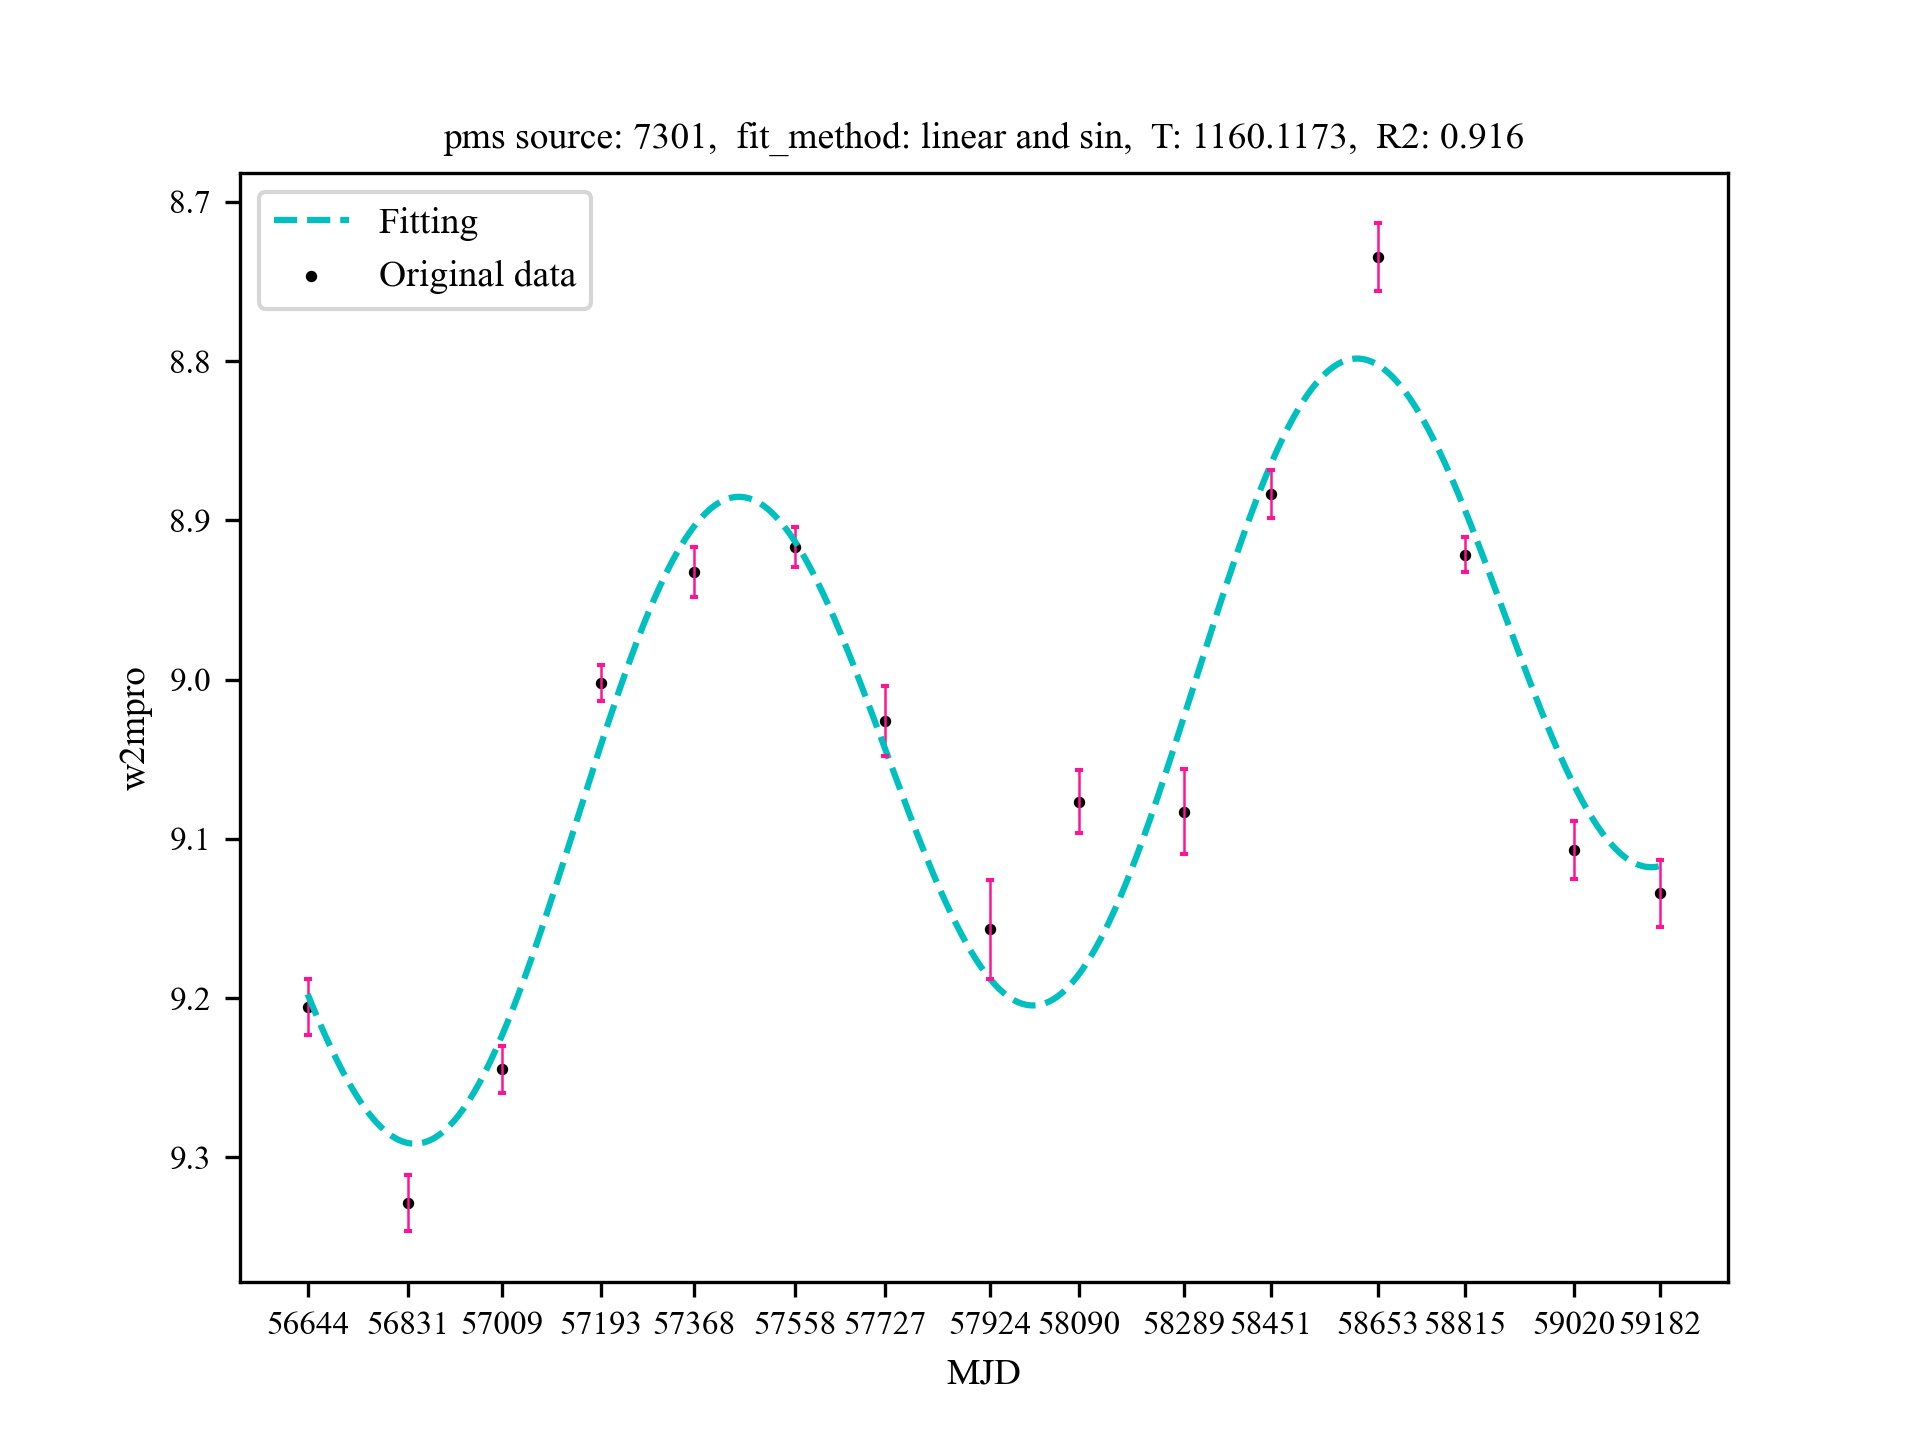 pms source: 7301,  fit_method: linear and sin,  T: 1160.1173,  R2: 0.916
Fitting
Original data
8.7
8.8
8.9
9.0
9.1
9.2
9.3
w2mpro
56644 56831 57009 57193 57368 57558 57727 57924 58090 58289 58451 58653 58815 59020 59182
MJD